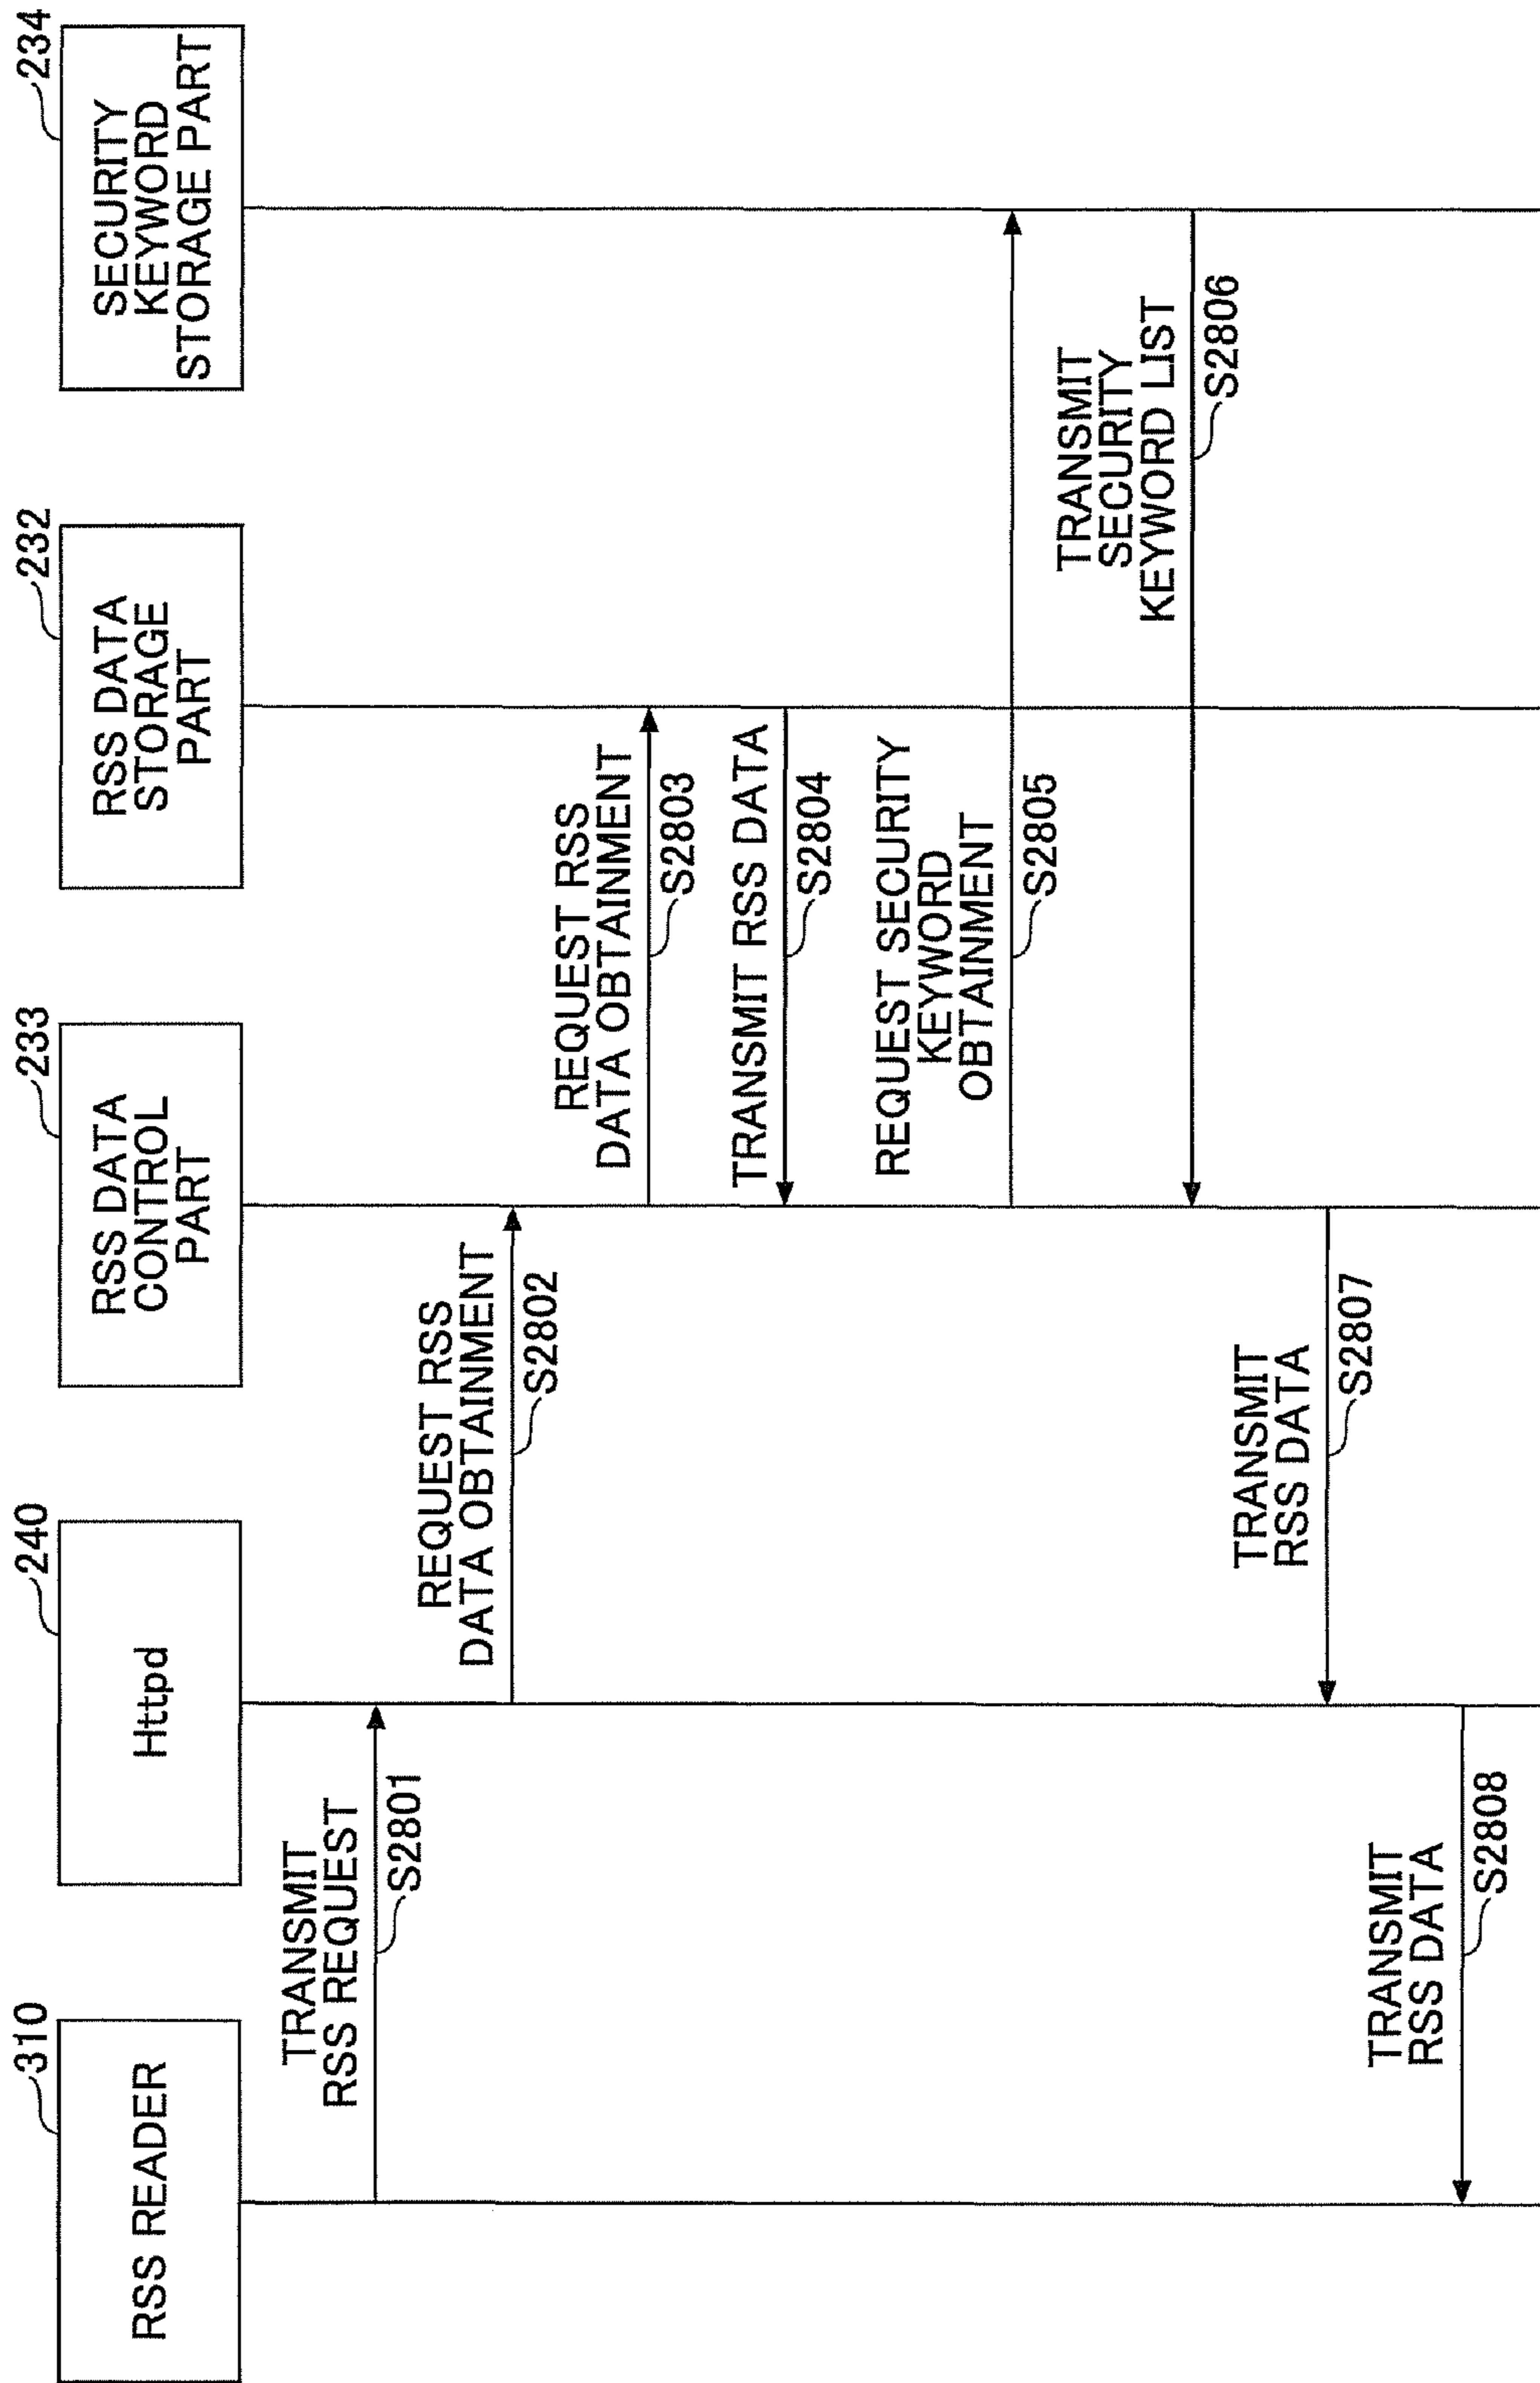 310
RSS READER
240
Httpd
233
RSS DATA
CONTROL
PART
232
RSS DATA
STORAGE
PART
234
SECURITY
KEYWORD
STORAGE PART
TRANSMIT
RSS REQUEST
S2801
REQUEST RSS
DATA OBTAINMENT
S2802
REQUEST RSS
DATA OBTAINMENT
S2803
TRANSMIT RSS DATA
S2804
REQUEST SECURITY
KEYWORD
OBTAINMENT
S2805
TRANSMIT
SECURITY
KEYWORD LIST
S2806
TRANSMIT
RSS DATA
S2807
TRANSMIT
RSS DATA
S2808